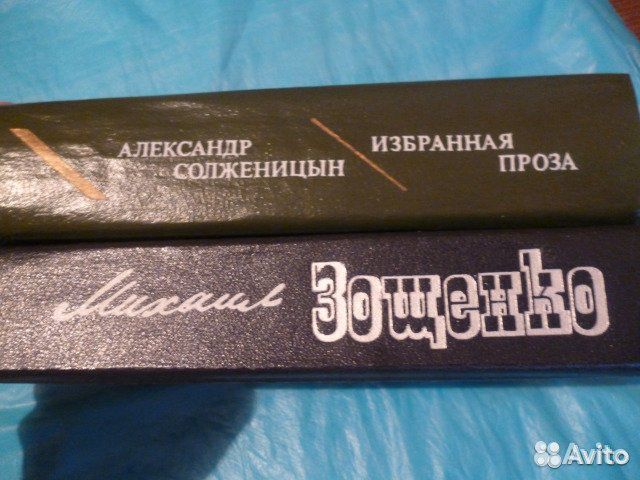 АЛЕКСАНДР
СОЛЖЕНИЦЫН
ИЗБРАННАЯ
ПРОЗА
Михаил Зощенко
Avito